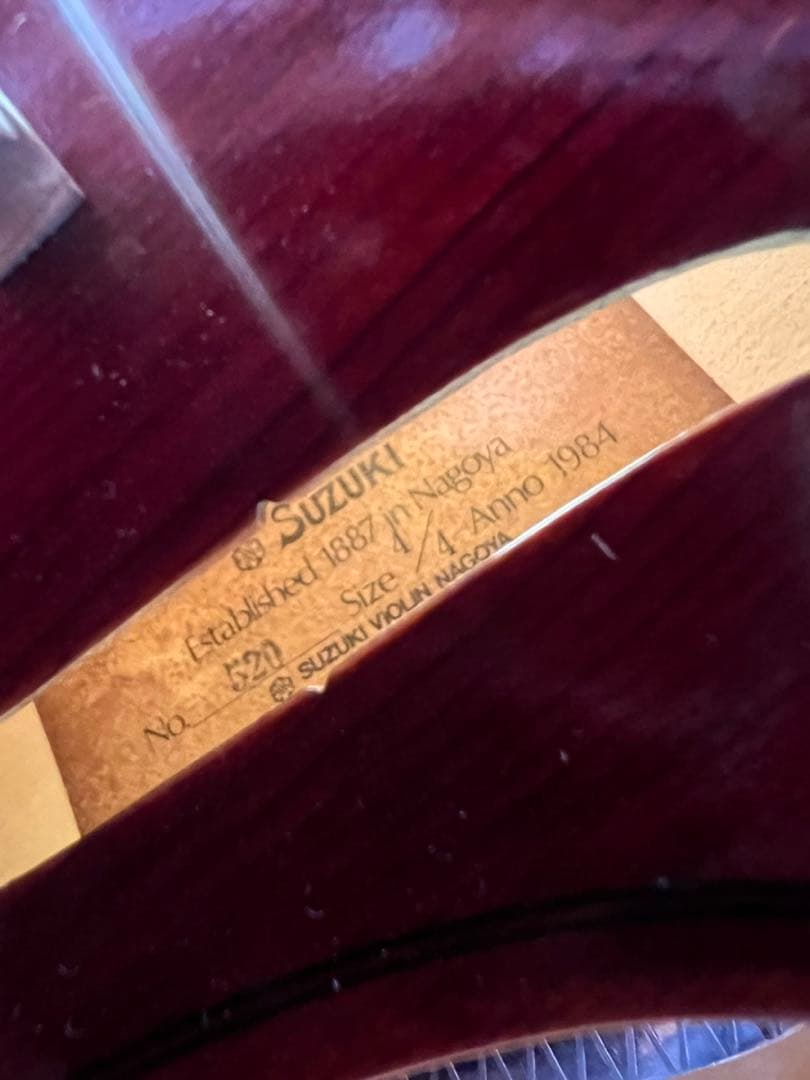 SUZUKI
Established 1887 in Nagoya
No. 520 Size 4/4 Anno 1984
SUZUKI VIOLIN NAGOYA